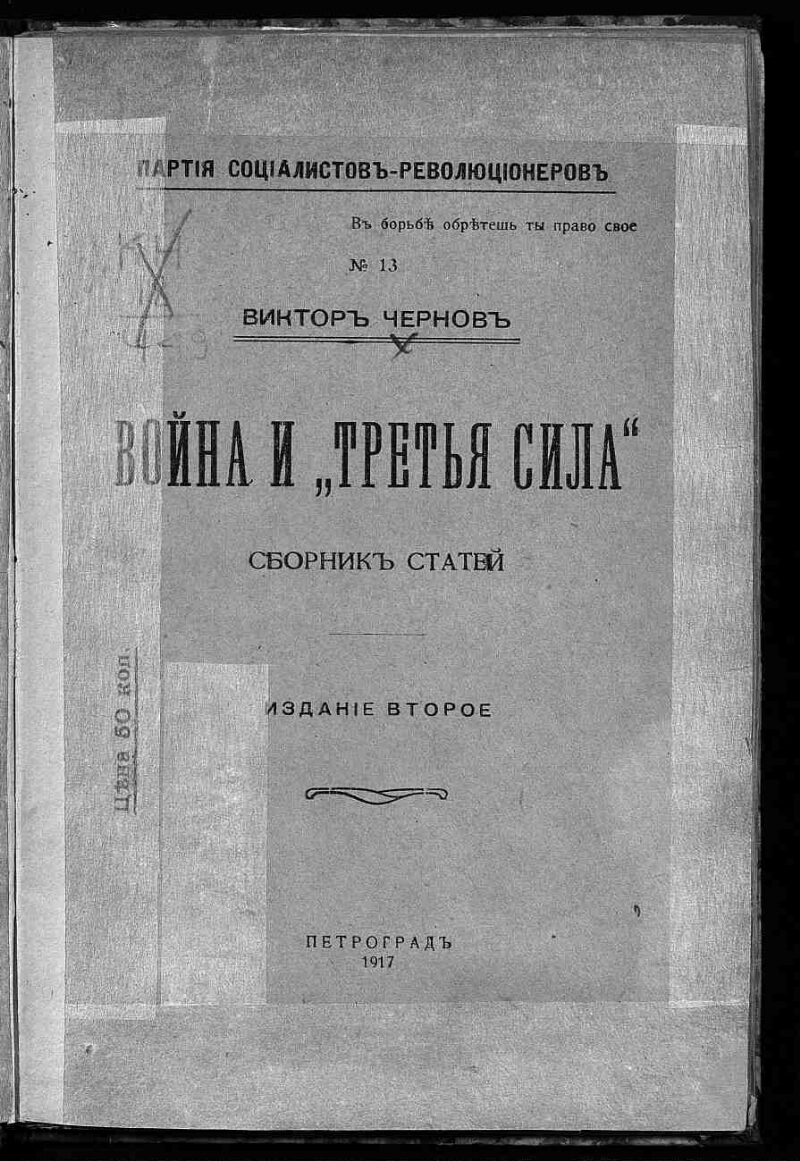 ПАРТІЯ СОЦІАЛИСТОВЪ-РЕВОЛЮЦІОНЕРОВЪ
Въ борьбѣ обрѣтешь ты право свое
№ 13
ВИКТОРЪ ЧЕРНОВЪ
ВОЙНА И „ТРЕТЬЯ СИЛА“
СБОРНИКЪ СТАТЕЙ
ИЗДАНІЕ ВТОРОЕ
Цѣна 50 коп.
ПЕТРОГРАДЪ
1917